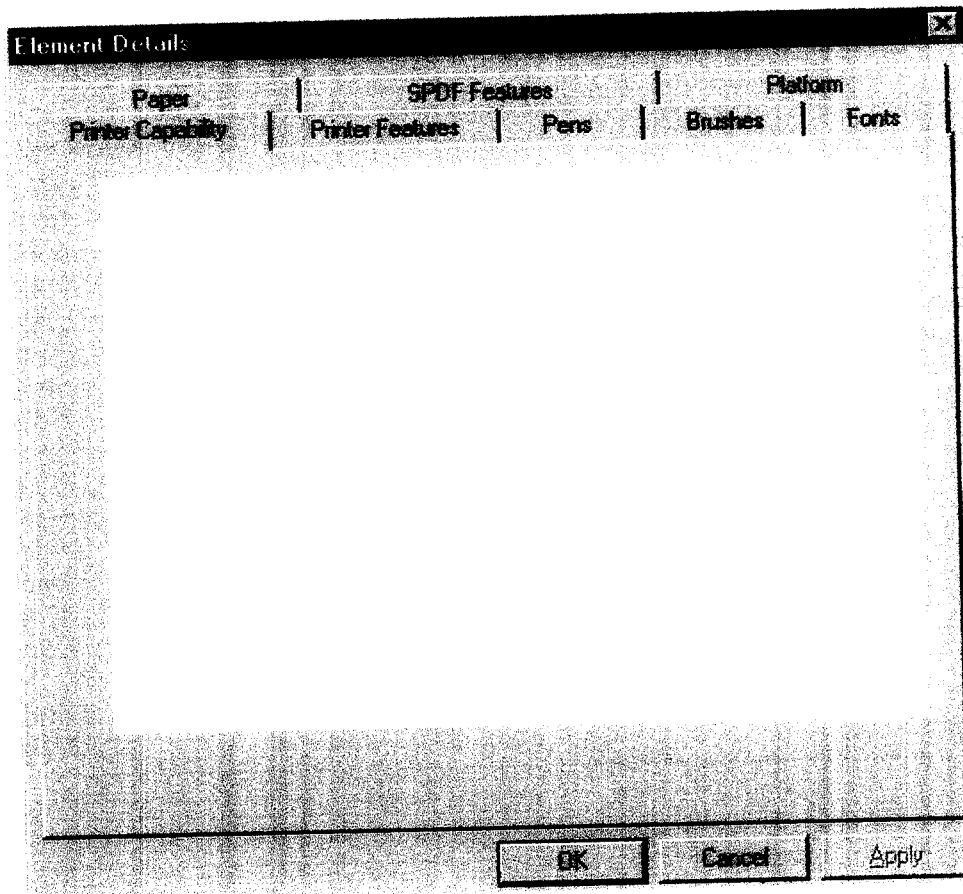 Element Details
Paper SPDF Features Platform
Printer Capability Printer Features Pens Brushes Fonts
OK Cancel Apply